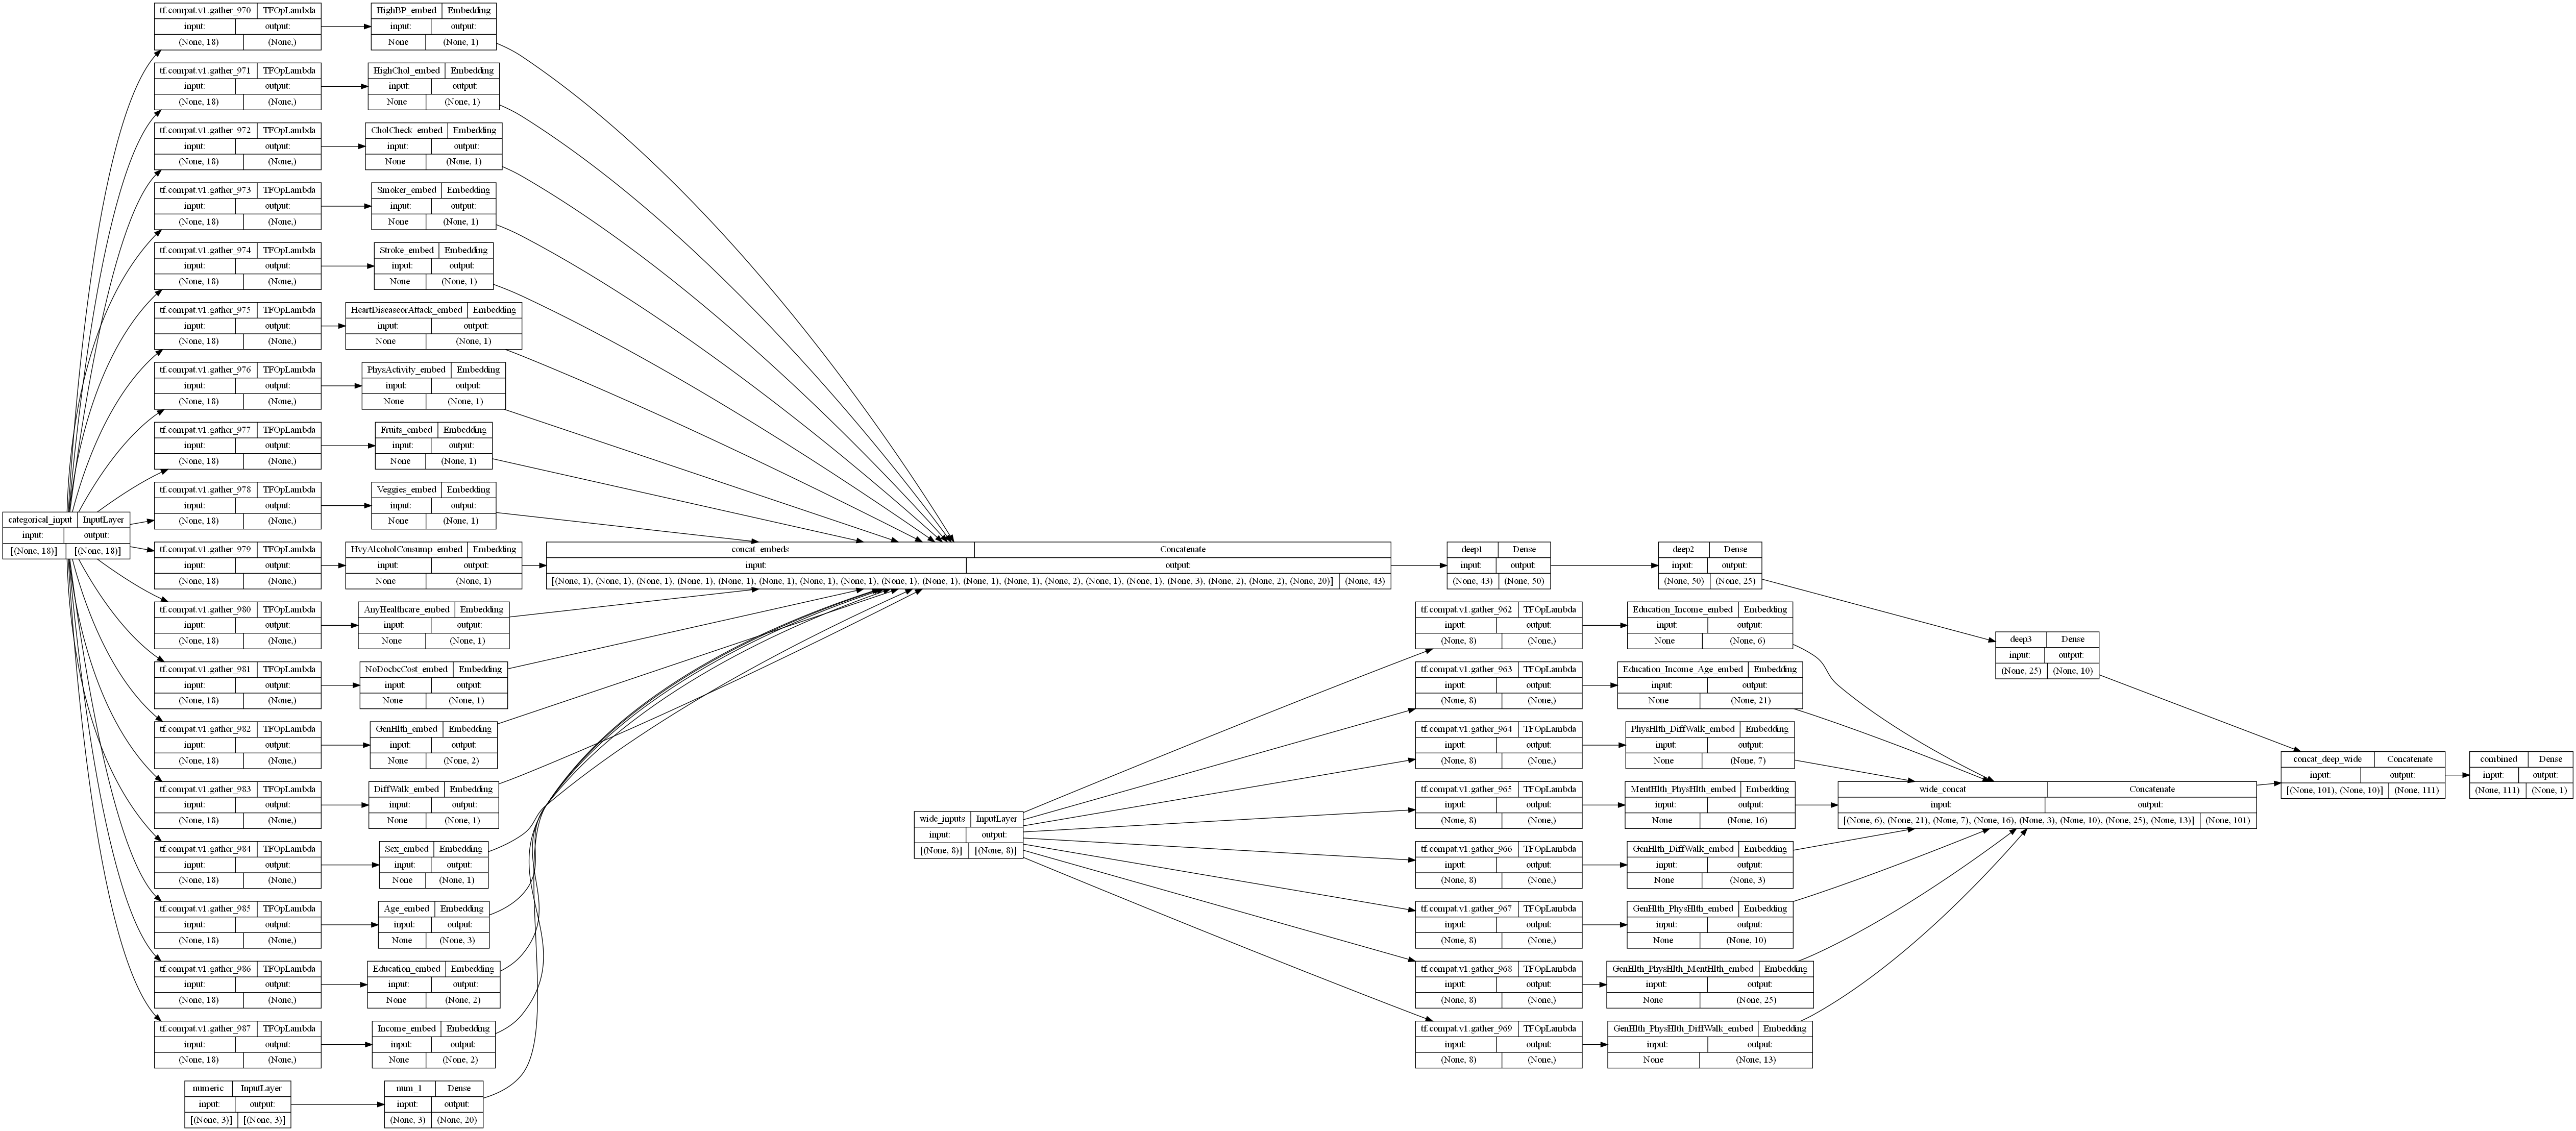 tf.compat.v1.gather_970 TFOpLambda
input: output:
(None, 18) (None,)
HighBP_embed Embedding
input: output:
None (None, 1)
tf.compat.v1.gather_971 TFOpLambda
input: output:
(None, 18) (None,)
HighChol_embed Embedding
input: output:
None (None, 1)
tf.compat.v1.gather_972 TFOpLambda
input: output:
(None, 18) (None,)
CholCheck_embed Embedding
input: output:
None (None, 1)
tf.compat.v1.gather_973 TFOpLambda
input: output:
(None, 18) (None,)
Smoker_embed Embedding
input: output:
None (None, 1)
tf.compat.v1.gather_974 TFOpLambda
input: output:
(None, 18) (None,)
Stroke_embed Embedding
input: output:
None (None, 1)
tf.compat.v1.gather_975 TFOpLambda
input: output:
(None, 18) (None,)
HeartDiseaseorAttack_embed Embedding
input: output:
None (None, 1)
tf.compat.v1.gather_976 TFOpLambda
input: output:
(None, 18) (None,)
PhysActivity_embed Embedding
input: output:
None (None, 1)
tf.compat.v1.gather_977 TFOpLambda
input: output:
(None, 18) (None,)
Fruits_embed Embedding
input: output:
None (None, 1)
tf.compat.v1.gather_978 TFOpLambda
input: output:
(None, 18) (None,)
Veggies_embed Embedding
input: output:
None (None, 1)
categorical_input InputLayer
input: output:
[(None, 18)] [(None, 18)]
tf.compat.v1.gather_979 TFOpLambda
input: output:
(None, 18) (None,)
HvyAlcoholConsump_embed Embedding
input: output:
None (None, 1)
concat_embeds Concatenate
input: output:
[(None, 1), (None, 1), (None, 1), (None, 1), (None, 1), (None, 1), (None, 1), (None, 1), (None, 1), (None, 1), (None, 1), (None, 1), (None, 2), (None, 1), (None, 1), (None, 3), (None, 2), (None, 2), (None, 20)] (None, 43)
deep1 Dense
input: output:
(None, 43) (None, 50)
deep2 Dense
input: output:
(None, 50) (None, 25)
tf.compat.v1.gather_980 TFOpLambda
input: output:
(None, 18) (None,)
AnyHealthcare_embed Embedding
input: output:
None (None, 1)
tf.compat.v1.gather_962 TFOpLambda
input: output:
(None, 8) (None,)
Education_Income_embed Embedding
input: output:
None (None, 6)
deep3 Dense
input: output:
(None, 25) (None, 10)
tf.compat.v1.gather_981 TFOpLambda
input: output:
(None, 18) (None,)
NoDocbcCost_embed Embedding
input: output:
None (None, 1)
tf.compat.v1.gather_963 TFOpLambda
input: output:
(None, 8) (None,)
Education_Income_Age_embed Embedding
input: output:
None (None, 21)
tf.compat.v1.gather_982 TFOpLambda
input: output:
(None, 18) (None,)
GenHlth_embed Embedding
input: output:
None (None, 2)
tf.compat.v1.gather_964 TFOpLambda
input: output:
(None, 8) (None,)
PhysHlth_DiffWalk_embed Embedding
input: output:
None (None, 7)
concat_deep_wide Concatenate
input: output:
[(None, 101), (None, 10)] (None, 111)
combined Dense
input: output:
(None, 111) (None, 1)
tf.compat.v1.gather_983 TFOpLambda
input: output:
(None, 18) (None,)
DiffWalk_embed Embedding
input: output:
None (None, 1)
tf.compat.v1.gather_965 TFOpLambda
input: output:
(None, 8) (None,)
MentHlth_PhysHlth_embed Embedding
input: output:
None (None, 16)
wide_concat Concatenate
input: output:
[(None, 6), (None, 21), (None, 7), (None, 16), (None, 3), (None, 10), (None, 25), (None, 13)] (None, 101)
wide_inputs InputLayer
input: output:
[(None, 8)] [(None, 8)]
tf.compat.v1.gather_984 TFOpLambda
input: output:
(None, 18) (None,)
Sex_embed Embedding
input: output:
None (None, 1)
tf.compat.v1.gather_966 TFOpLambda
input: output:
(None, 8) (None,)
GenHlth_DiffWalk_embed Embedding
input: output:
None (None, 3)
tf.compat.v1.gather_985 TFOpLambda
input: output:
(None, 18) (None,)
Age_embed Embedding
input: output:
None (None, 3)
tf.compat.v1.gather_967 TFOpLambda
input: output:
(None, 8) (None,)
GenHlth_PhysHlth_embed Embedding
input: output:
None (None, 10)
tf.compat.v1.gather_986 TFOpLambda
input: output:
(None, 18) (None,)
Education_embed Embedding
input: output:
None (None, 2)
tf.compat.v1.gather_968 TFOpLambda
input: output:
(None, 8) (None,)
GenHlth_PhysHlth_MentHlth_embed Embedding
input: output:
None (None, 25)
tf.compat.v1.gather_987 TFOpLambda
input: output:
(None, 18) (None,)
Income_embed Embedding
input: output:
None (None, 2)
tf.compat.v1.gather_969 TFOpLambda
input: output:
(None, 8) (None,)
GenHlth_PhysHlth_DiffWalk_embed Embedding
input: output:
None (None, 13)
numeric InputLayer
input: output:
[(None, 3)] [(None, 3)]
num_1 Dense
input: output:
(None, 3) (None, 20)